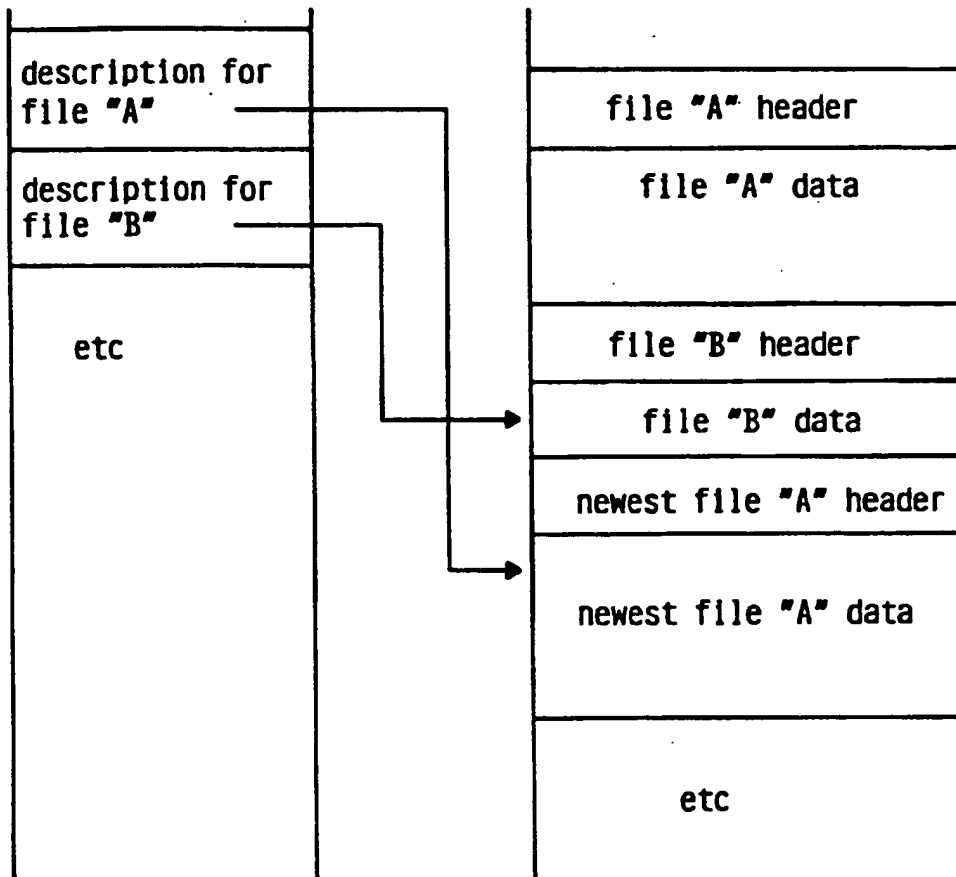 description for
file "A"
description for
file "B"
etc
file "A" header
file "A" data
file "B" header
file "B" data
newest file "A" header
newest file "A" data
etc